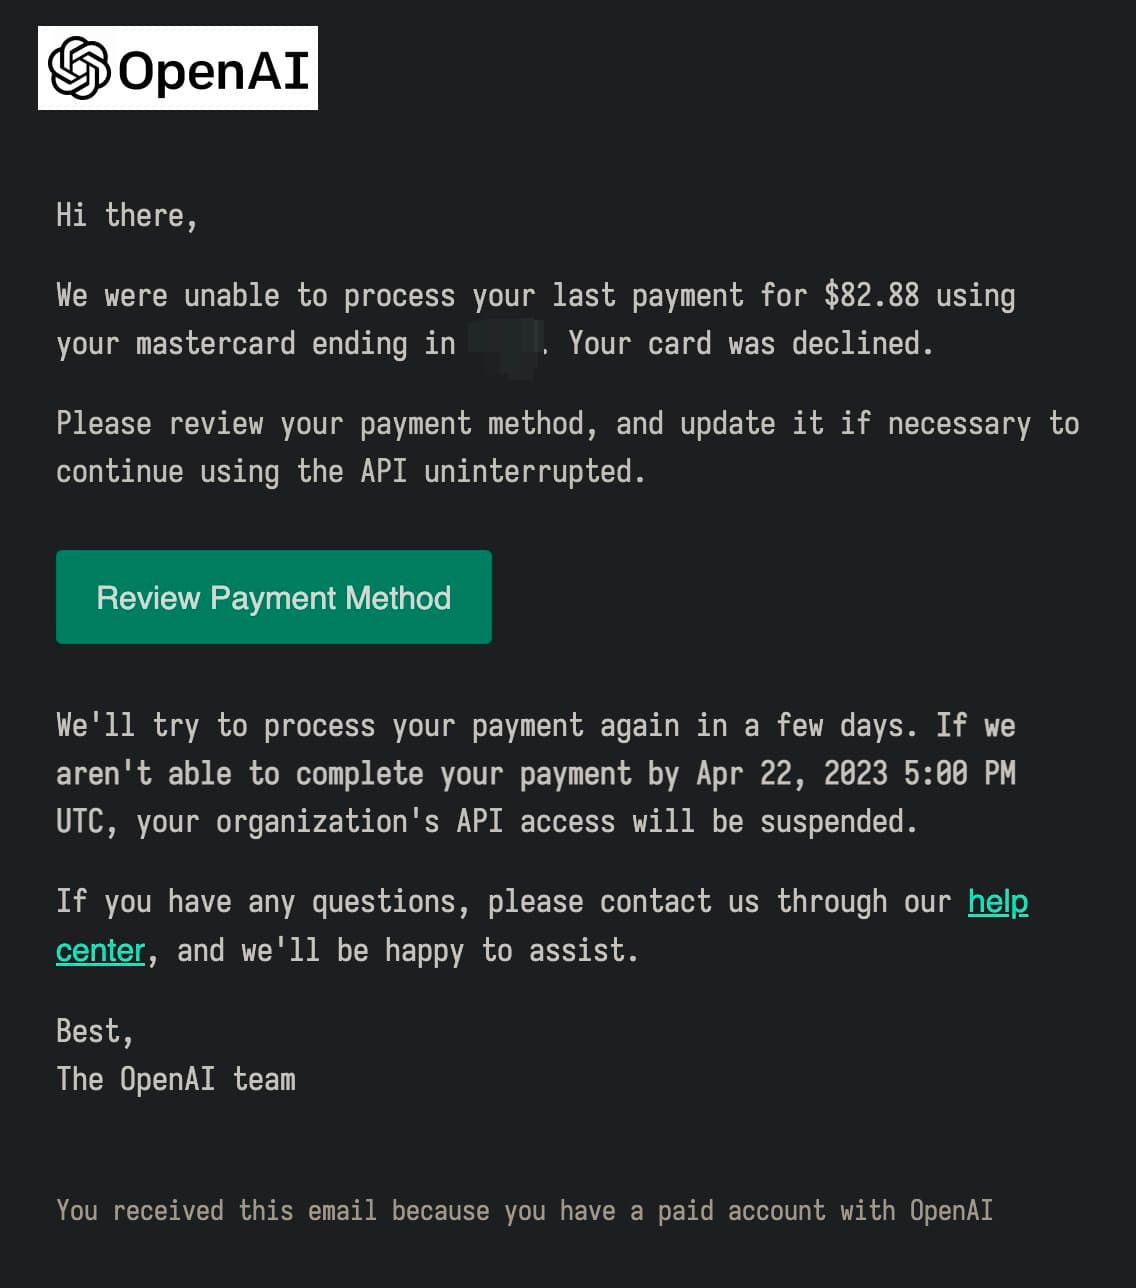 OpenAI
Hi there,
We were unable to process your last payment for $82.88 using
your mastercard ending in . Your card was declined.
Please review your payment method, and update it if necessary to
continue using the API uninterrupted.
Review Payment Method
We'll try to process your payment again in a few days. If we
aren't able to complete your payment by Apr 22, 2023 5:00 PM
UTC, your organization's API access will be suspended.
If you have any questions, please contact us through our help
center, and we'll be happy to assist.
Best,
The OpenAI team
You received this email because you have a paid account with OpenAI